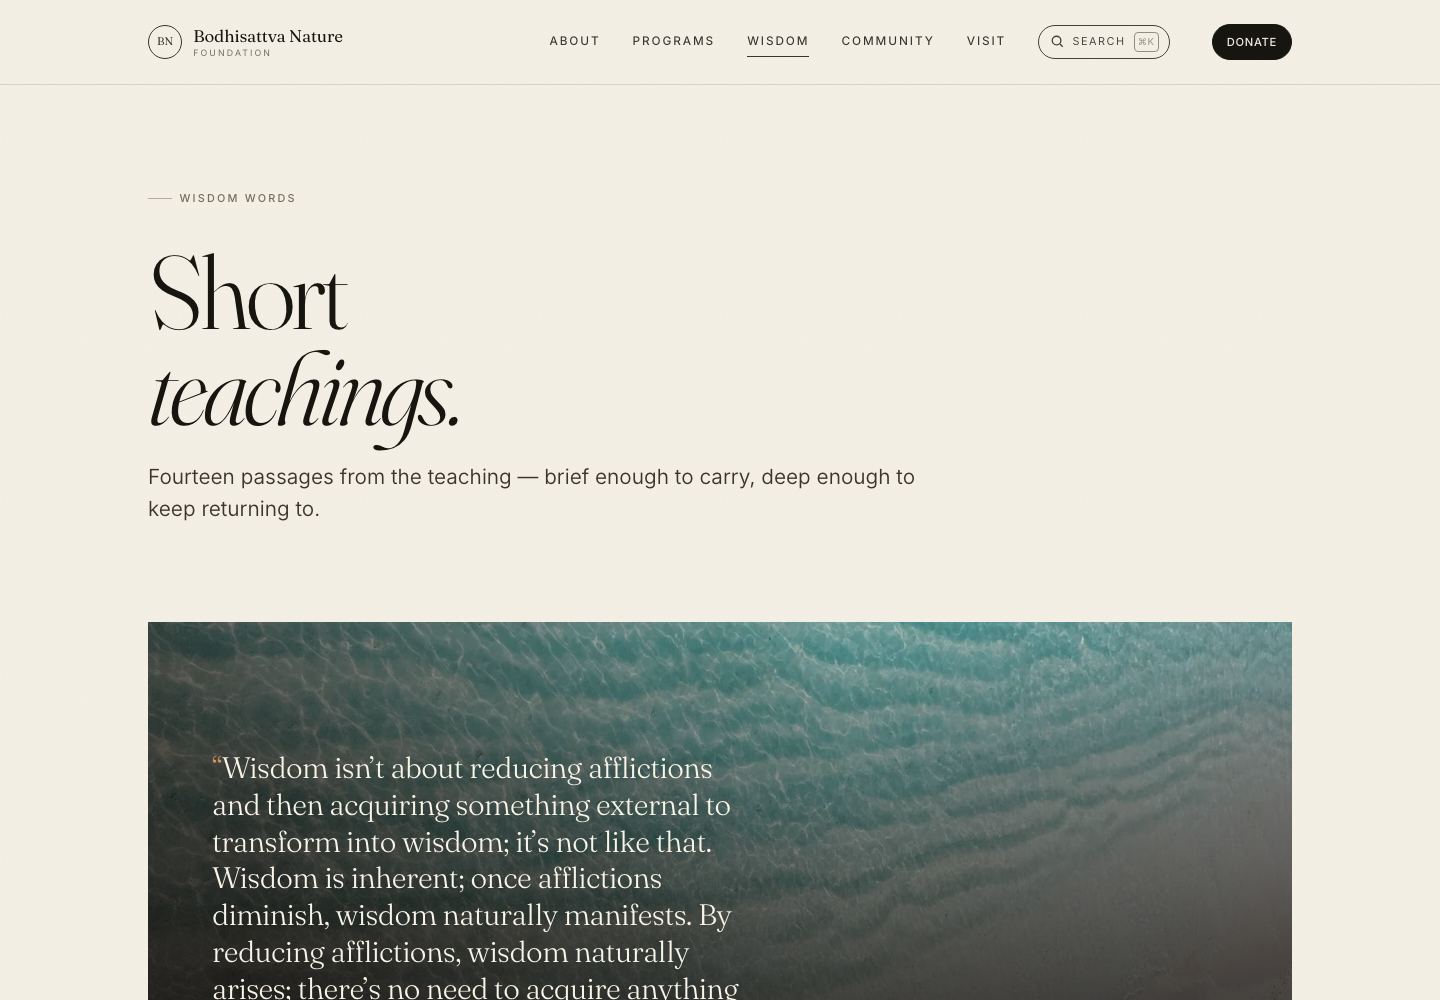 BN
Bodhisattva Nature
FOUNDATION
ABOUT
PROGRAMS
WISDOM
COMMUNITY
VISIT
SEARCH
⌘K
DONATE
WISDOM WORDS
Short
teachings.
Fourteen passages from the teaching — brief enough to carry, deep enough to
keep returning to.
“Wisdom isn’t about reducing afflictions
and then acquiring something external to
transform into wisdom; it’s not like that.
Wisdom is inherent; once afflictions
diminish, wisdom naturally manifests. By
reducing afflictions, wisdom naturally
arises; there’s no need to acquire anything